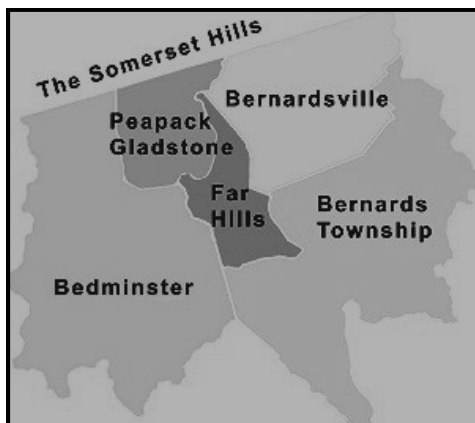 The Somerset Hills
Bernardsville
Peapack
Gladstone
Far
Hills
Bernards
Township
Bedminster